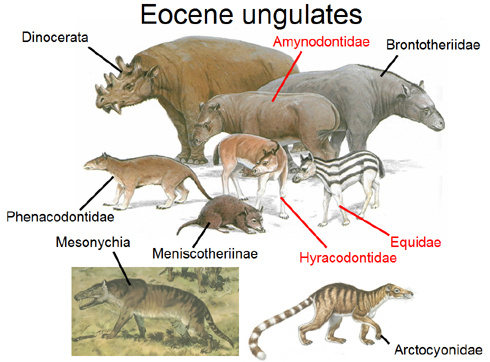 Eocene ungulates
Dinocerata
Amynodontidae
Brontotheriidae
Phenacodontidae
Meniscotheriinae
Hyracodontidae
Equidae
Mesonychia
Arctocyonidae